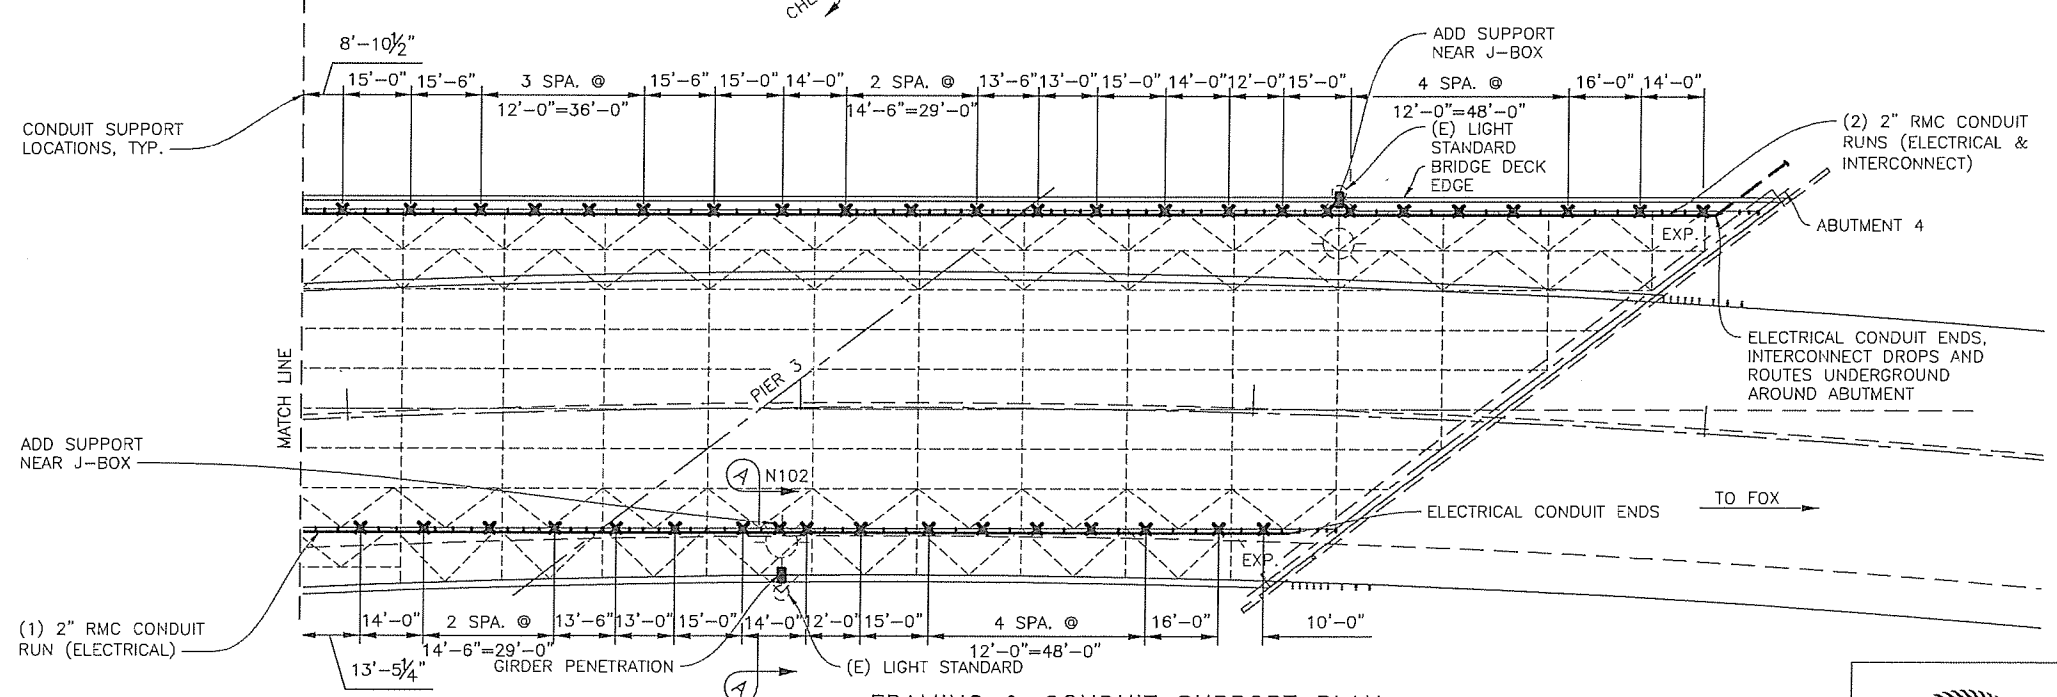 8'-10½"
15'-0" 15'-6" 3 SPA. @ 15'-6" 15'-0" 14'-0" 2 SPA. @ 13'-6" 13'-0" 15'-0" 14'-0" 12'-0" 15'-0" 4 SPA. @ 16'-0" 14'-0"
12'-0"=36'-0" 14'-6"=29'-0" 12'-0"=48'-0"
ADD SUPPORT
NEAR J-BOX
CONDUIT SUPPORT
LOCATIONS, TYP.
(E) LIGHT
STANDARD
BRIDGE DECK
EDGE
(2) 2" RMC CONDUIT
RUNS (ELECTRICAL &
INTERCONNECT)
ABUTMENT 4
EXP.
ELECTRICAL CONDUIT ENDS,
INTERCONNECT DROPS AND
ROUTES UNDERGROUND
AROUND ABUTMENT
MATCH LINE
PIER 3
ADD SUPPORT
NEAR J-BOX
A N102
ELECTRICAL CONDUIT ENDS
TO FOX
EXP.
(1) 2" RMC CONDUIT
RUN (ELECTRICAL)
14'-0" 2 SPA. @ 13'-6" 13'-0" 15'-0" 14'-0" 12'-0" 15'-0" 4 SPA. @ 16'-0" 10'-0"
14'-6"=29'-0" 12'-0"=48'-0"
13'-5¼"
GIRDER PENETRATION
(E) LIGHT STANDARD
A
FRAMING & CONDUIT SUPPORT PLAN